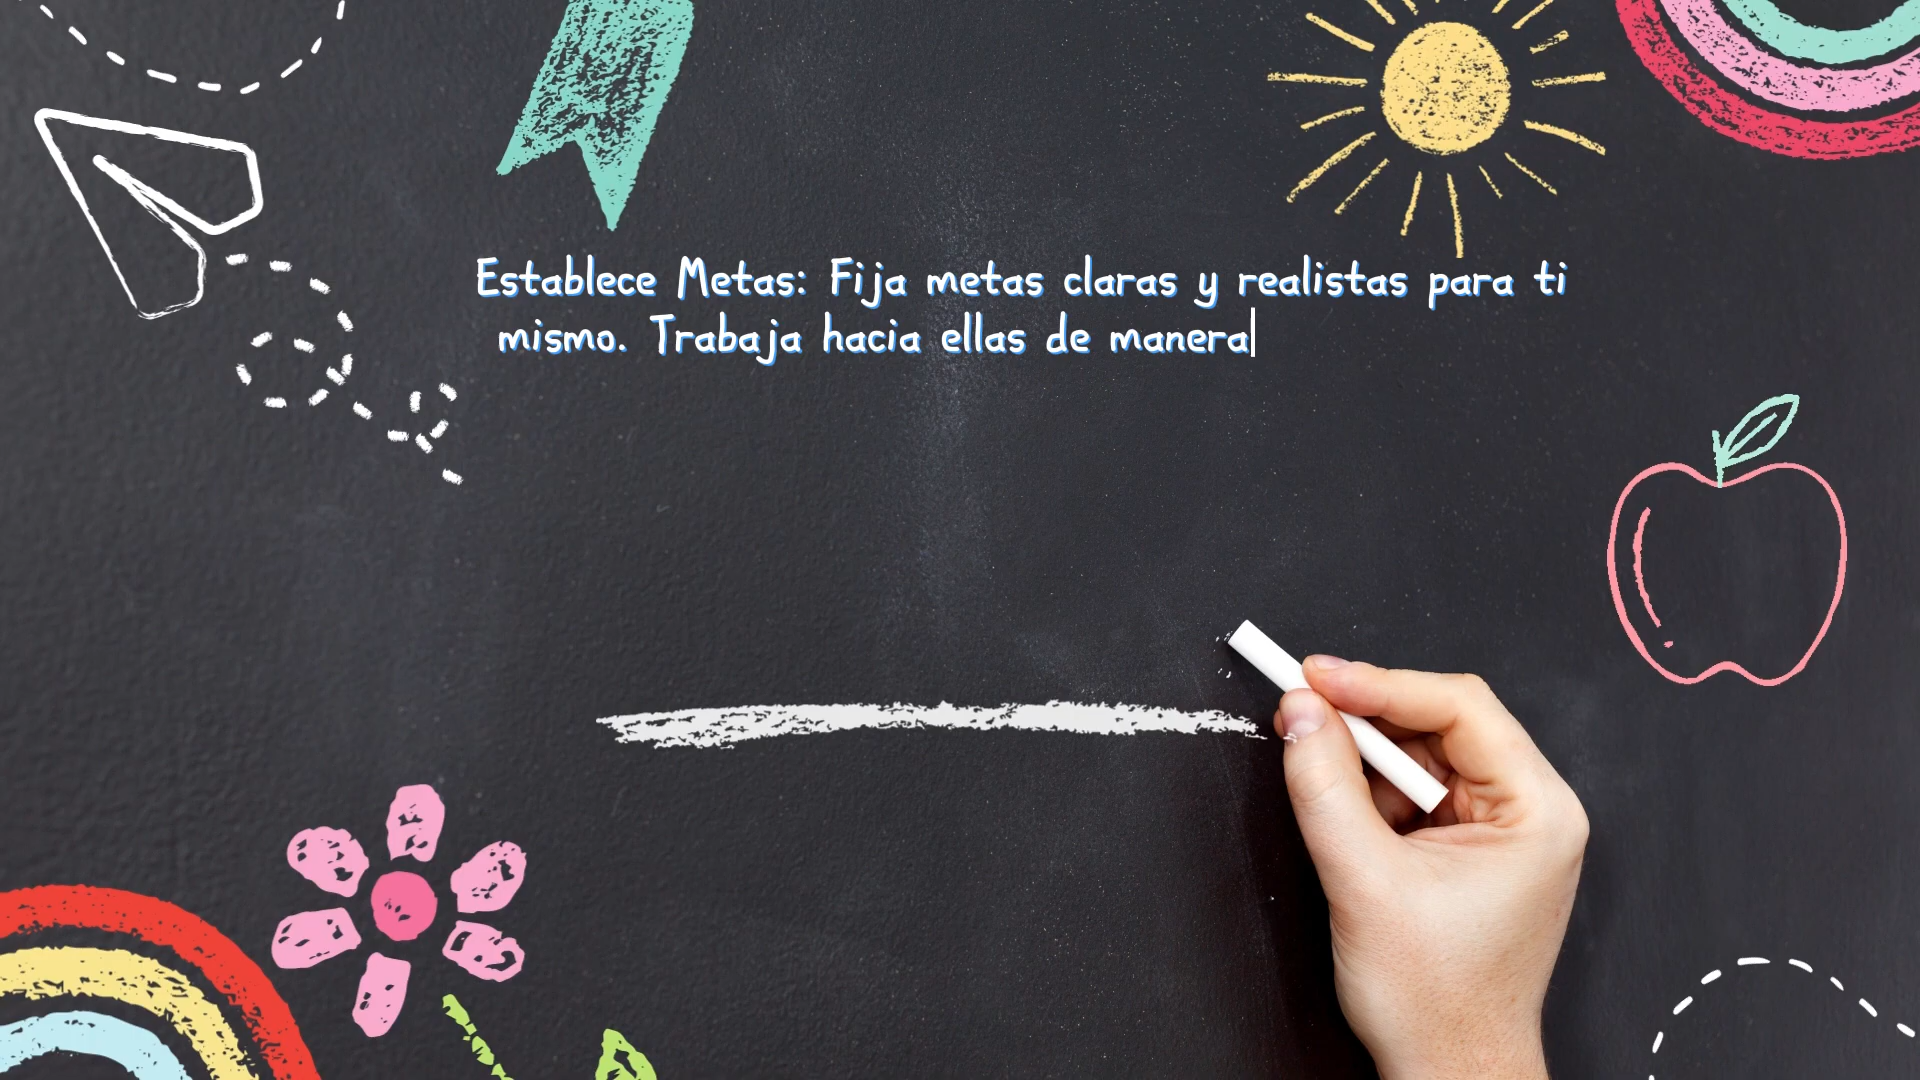 Establece Metas: Fija metas claras y realistas para ti
mismo. Trabaja hacia ellas de manera